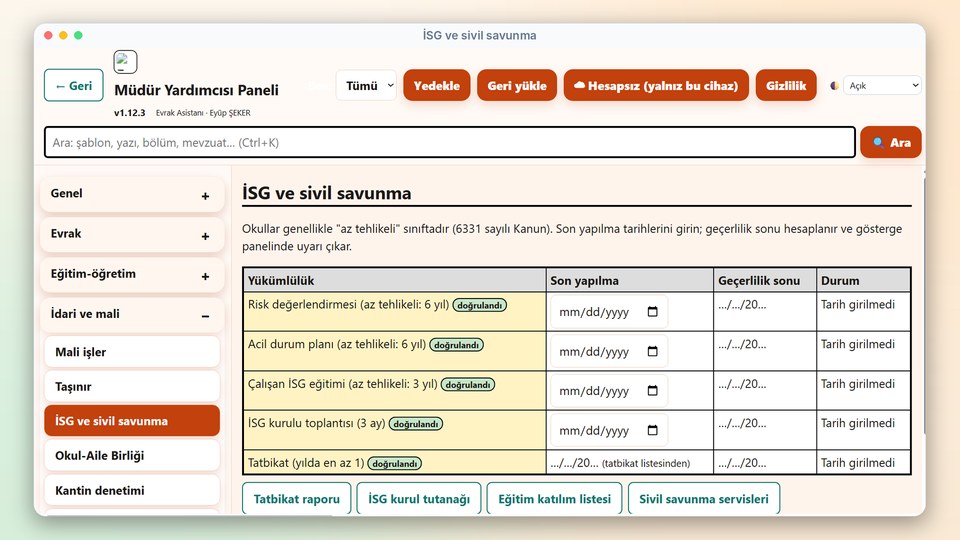 İSG ve sivil savunma
← Geri
Müdür Yardımcısı Paneli
v1.12.3 Evrak Asistanı · Eyüp ŞEKER
Tümü
Yedekle
Geri yükle
Hesapsız (yalnız bu cihaz)
Gizlilik
Açık
Ara: şablon, yazı, bölüm, mevzuat... (Ctrl+K)
Ara
Genel +
Evrak +
Eğitim-öğretim +
İdari ve mali −
Mali işler
Taşınır
İSG ve sivil savunma
Okul-Aile Birliği
Kantin denetimi
İSG ve sivil savunma
Okullar genellikle "az tehlikeli" sınıftadır (6331 sayılı Kanun). Son yapılma tarihlerini girin; geçerlilik sonu hesaplanır ve gösterge
panelinde uyarı çıkar.
Yükümlülük Son yapılma Geçerlilik sonu Durum
Risk değerlendirmesi (az tehlikeli: 6 yıl) doğrulandı mm/dd/yyyy .../.../20... Tarih girilmedi
Acil durum planı (az tehlikeli: 6 yıl) doğrulandı mm/dd/yyyy .../.../20... Tarih girilmedi
Çalışan İSG eğitimi (az tehlikeli: 3 yıl) doğrulandı mm/dd/yyyy .../.../20... Tarih girilmedi
İSG kurulu toplantısı (3 ay) doğrulandı mm/dd/yyyy .../.../20... Tarih girilmedi
Tatbikat (yılda en az 1) doğrulandı .../.../20... (tatbikat listesinden) .../.../20... Tarih girilmedi
Tatbikat raporu
İSG kurul tutanağı
Eğitim katılım listesi
Sivil savunma servisleri